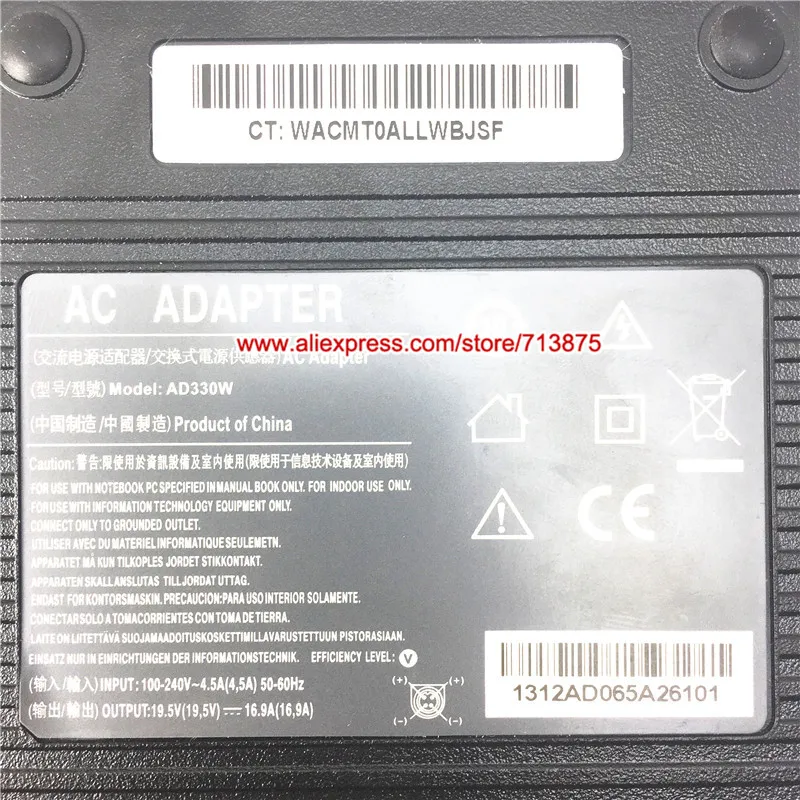 CT: WACMT0ALLWBJSF
AC ADAPTER
www.aliexpress.com/store/713875
(交流电源适配器/交换式電源供應器)AC Adapter
(型号/型號) Model: AD330W
(中国制造/中國製造) Product of China
Caution: 警告:限使用於資訊設備及室內使用(限使用于信息技术设备及室内使用)
FOR USE WITH NOTEBOOK PC SPECIFIED IN MANUAL BOOK ONLY. FOR INDOOR USE ONLY.
FOR USE WITH INFORMATION TECHNOLOGY EQUIPMENT ONLY.
CONNECT ONLY TO GROUNDED OUTLET.
UTILISER AVEC DU MATERIEL INFORMATIQUE SEULEMETN.
APPARATET MÅ KUN TILKOPLES JORDET STIKKONTAKT.
APPARATEN SKALL ANSLUTAS TILL JORDAT UTTAG.
ENDAST FOR KONTORSMASKIN. PRECAUCION:PARA USO INTERIOR SOLAMENTE.
CONECTAR SOLO A TOMACORRIENTES CON TOMA DE TIERRA.
LAITE ON LIITETTÄVÄ SUOJAMAADOITUSKOSKETTIMILLAVARUSTETTUUN PISTORASIAAN.
EINSATZ NUR IN EINRICHTUNGEN DER INFORMATIONSTECHNIK. EFFICIENCY LEVEL: V
(输入/輸入) INPUT: 100-240V~4.5A(4,5A) 50-60Hz
(输出/輸出) OUTPUT: 19.5V(19,5V) ⎓ 16.9A(16,9A)
(+) (+)
(-) (-)
CE
1312AD065A26101